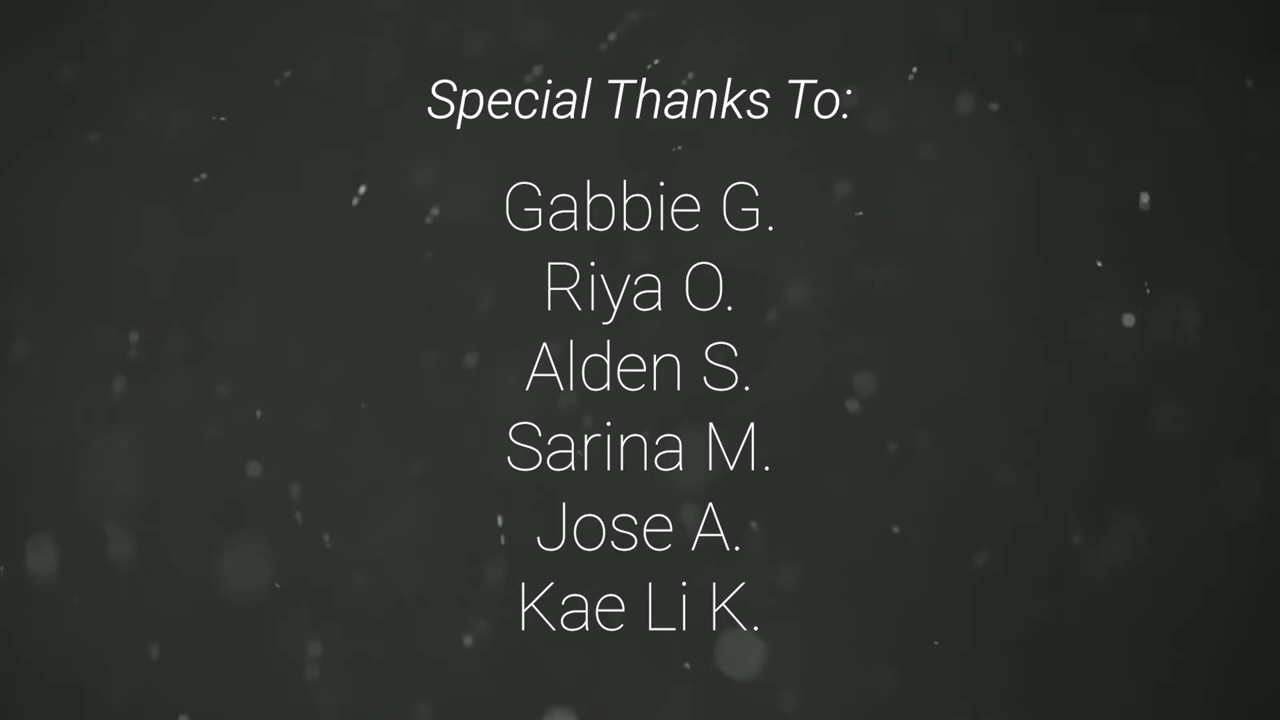 Special Thanks To:
Gabbie G.
Riya O.
Alden S.
Sarina M.
Jose A.
Kae Li K.